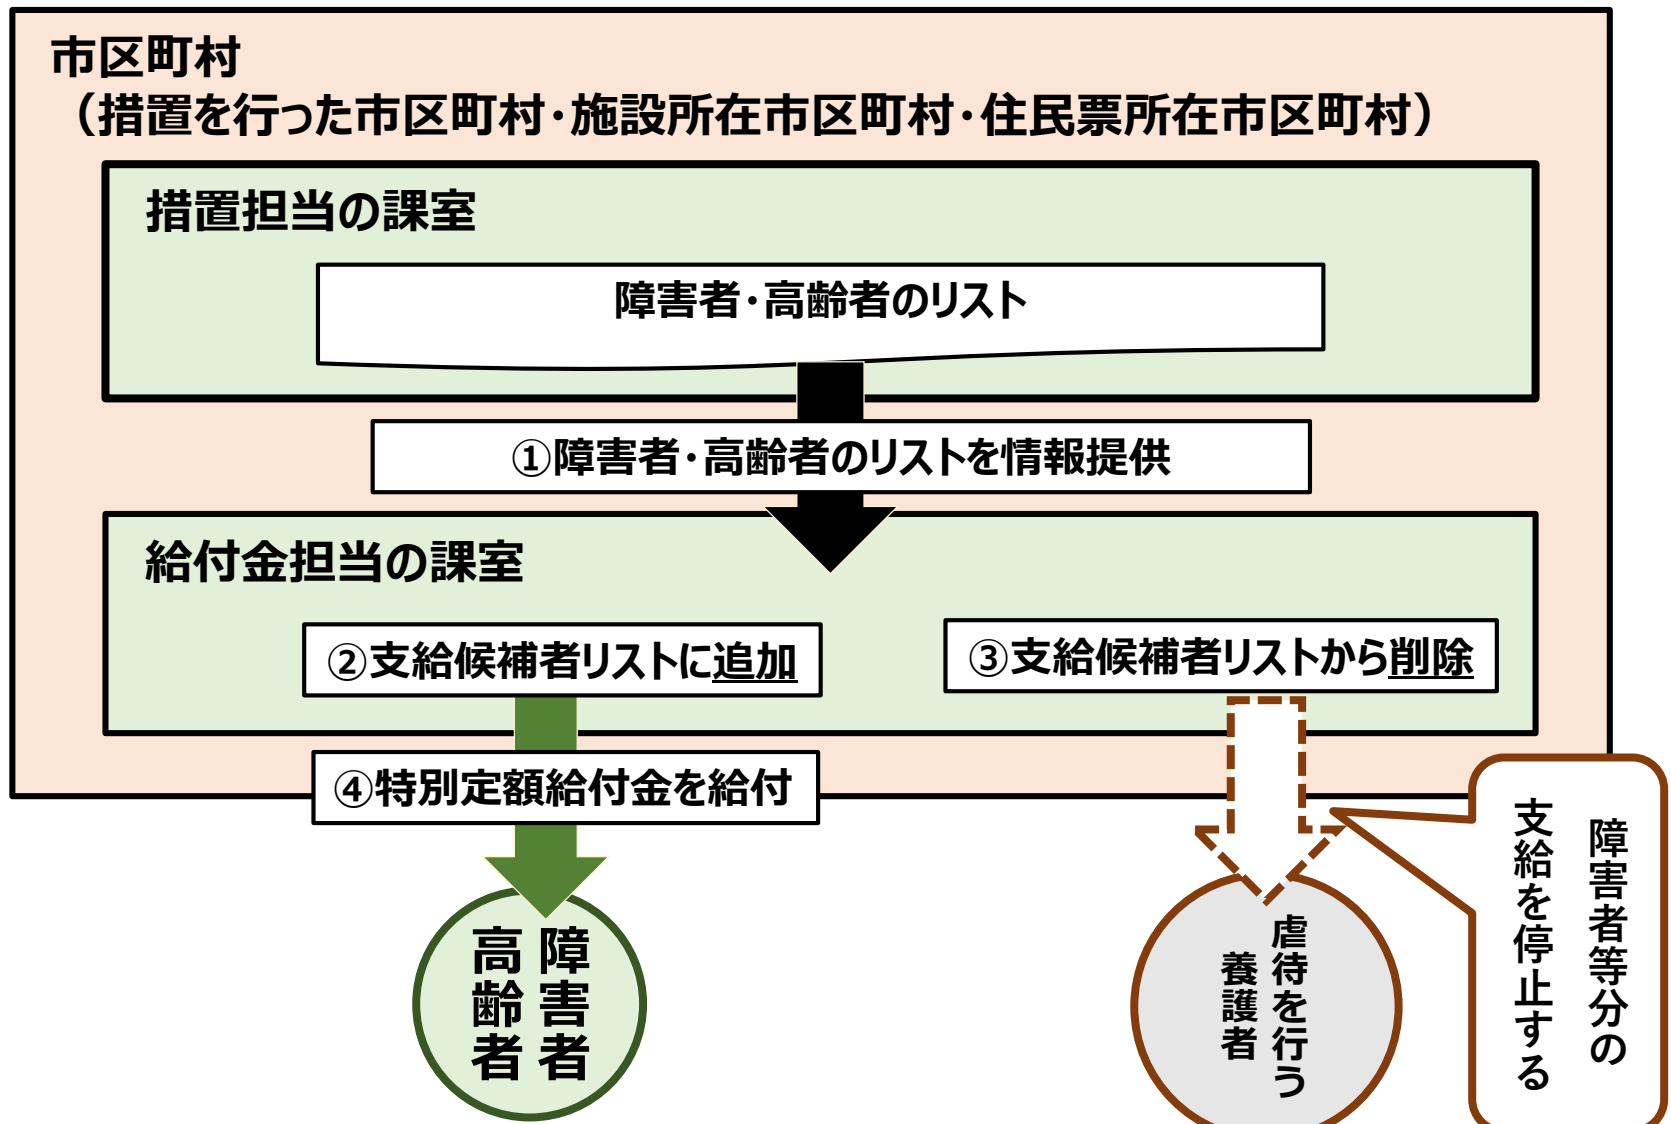 市区町村
（措置を行った市区町村・施設所在市区町村・住民票所在市区町村）
措置担当の課室
障害者・高齢者のリスト
①障害者・高齢者のリストを情報提供
給付金担当の課室
②支給候補者リストに追加
③支給候補者リストから削除
④特別定額給付金を給付
障害者
高齢者
虐待を行う
養護者
障害者等分の
支給を停止する